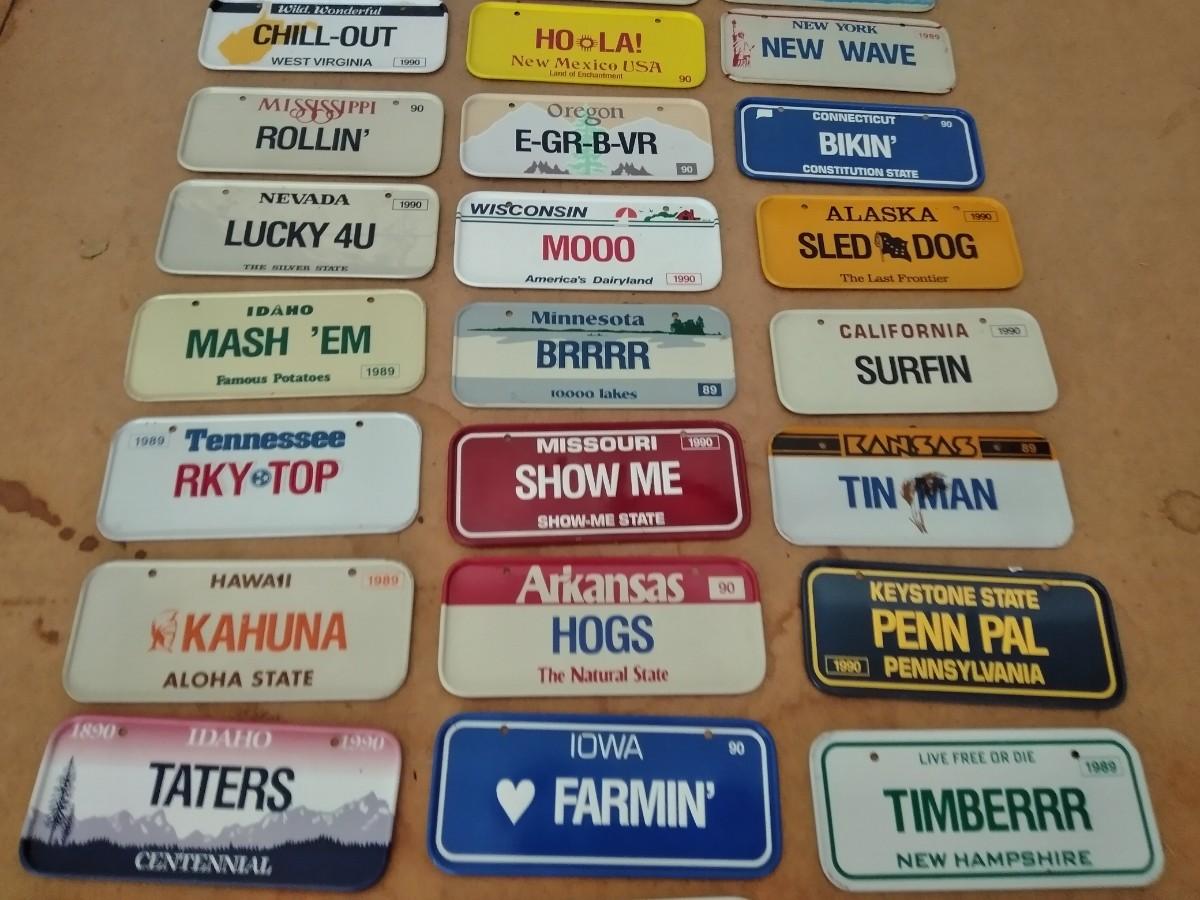 Wild, Wonderful
CHILL-OUT
WEST VIRGINIA 1990
HO LA!
New Mexico USA
Land of Enchantment
90
NEW YORK 1989
NEW WAVE
MISSISSIPPI 90
ROLLIN'
Oregon
E-GR-B-VR
90
CONNECTICUT 90
BIKIN'
CONSTITUTION STATE
NEVADA 1990
LUCKY 4U
THE SILVER STATE
WISCONSIN
MOOO
America's Dairyland 1990
ALASKA 1990
SLED DOG
The Last Frontier
IDAHO
MASH 'EM
Famous Potatoes 1989
Minnesota
BRRRR
10,000 lakes 89
CALIFORNIA 1990
SURFIN
1989 Tennessee
RKY TOP
MISSOURI 1990
SHOW ME
SHOW-ME STATE
KANSAS 89
TIN MAN
HAWAII 1989
KAHUNA
ALOHA STATE
Arkansas 90
HOGS
The Natural State
KEYSTONE STATE
PENN PAL
1990 PENNSYLVANIA
1890 IDAHO 1990
TATERS
CENTENNIAL
IOWA 90
♥ FARMIN'
LIVE FREE OR DIE 1989
TIMBERRR
NEW HAMPSHIRE